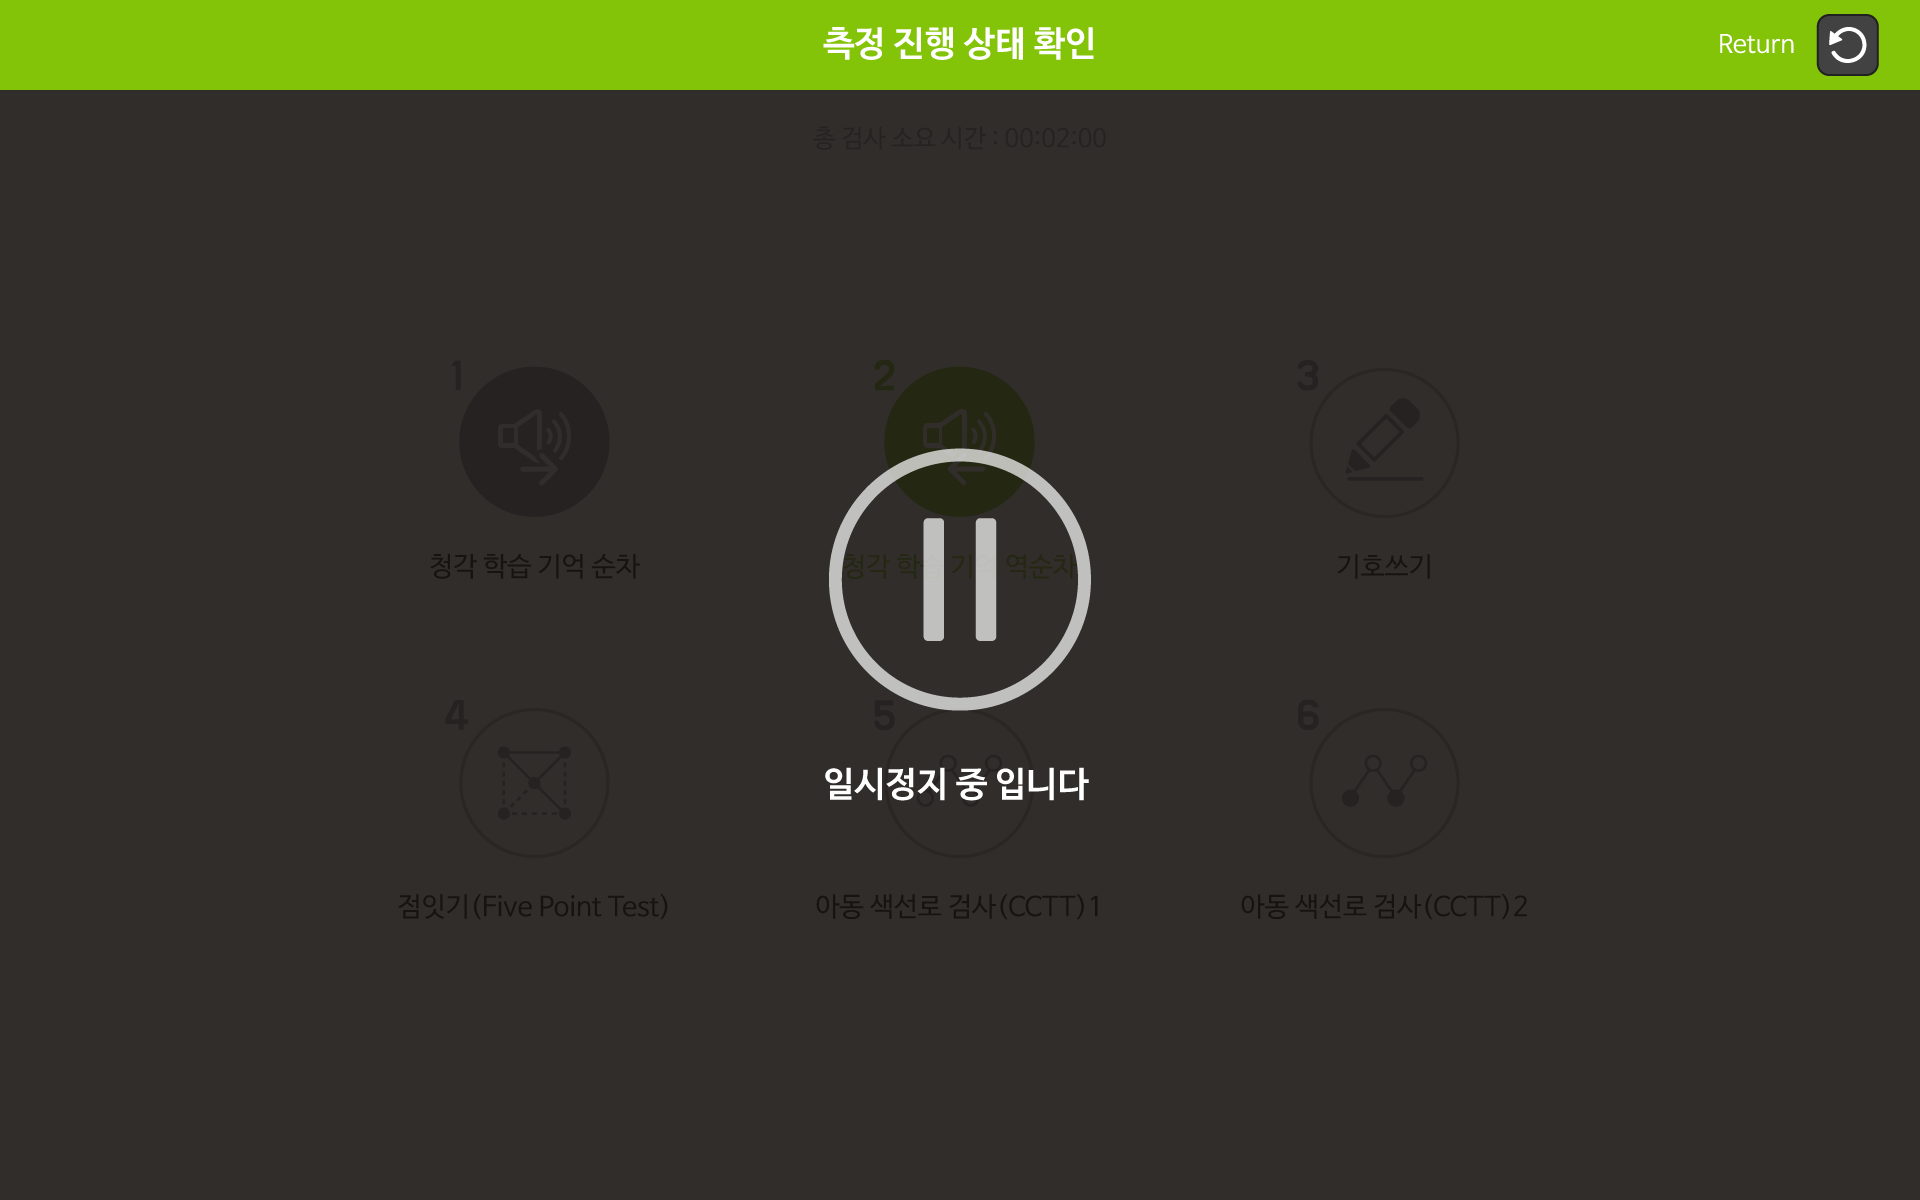 측정 진행 상태 확인
Return
총 검사 소요 시간 : 00:02:00
1
2
3
청각 학습 기억 순차
청각 학습 기억 역순차
기호쓰기
4
5
6
일시정지 중 입니다
점잇기(Five Point Test)
아동 색선로 검사(CCTT)1
아동 색선로 검사(CCTT)2